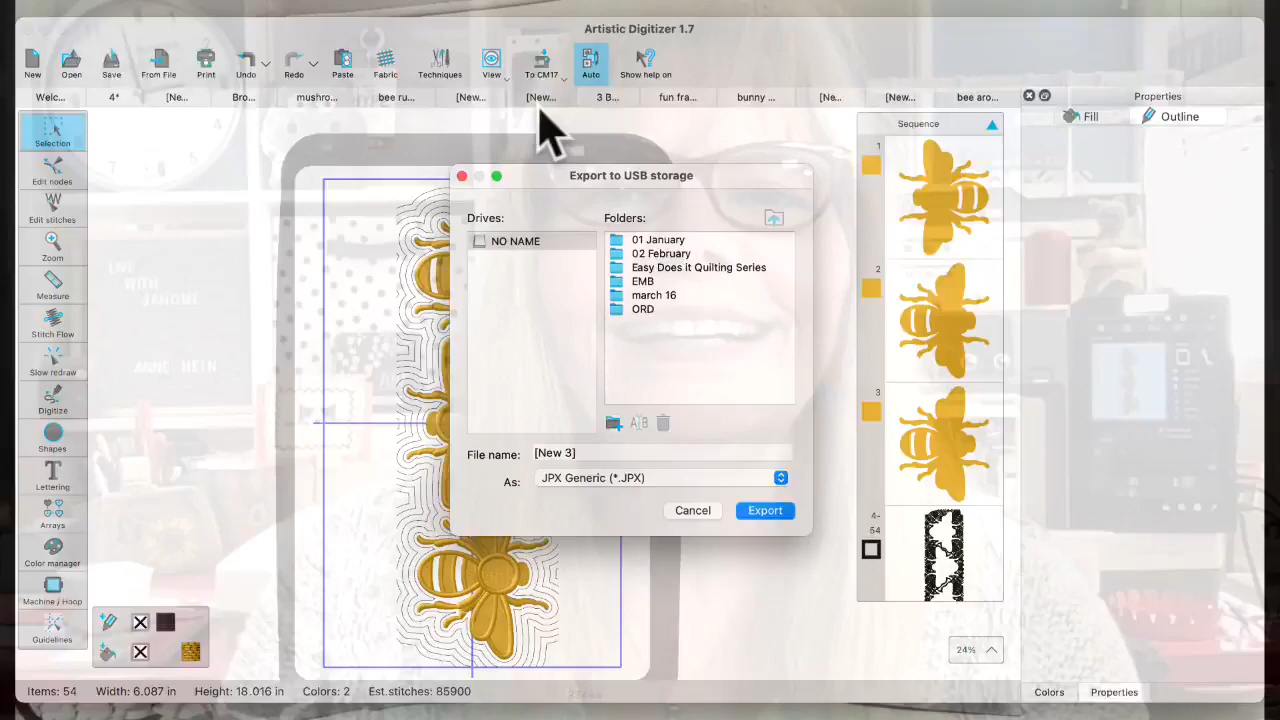 Artistic Digitizer 1.7
New Open Save From File Print Undo Redo Paste Fabric Techniques View To CM17 Auto Show help on
Welc... 4* [Ne... Bro... mushro... bee ru... [New... [New... 3 B... fun fra... bunny ... [Ne... [New... bee aro...
Properties
Fill Outline
Selection
Edit nodes
Edit stitches
Zoom
Measure
Stitch Flow
Slow redraw
Digitize
Shapes
Lettering
Arrays
Color manager
Machine / Hoop
Guidelines
LIVE
WITH
JANOME
ANNE HEIN
Export to USB storage
Drives:
NO NAME
Folders:
01 January
02 February
Easy Does it Quilting Series
EMB
march 16
ORD
File name: [New 3]
As: JPX Generic (*.JPX)
Cancel Export
Sequence
1
2
3
4-
54
24%
Items: 54 Width: 6.087 in Height: 18.016 in Colors: 2 Est.stitches: 85900
Colors Properties